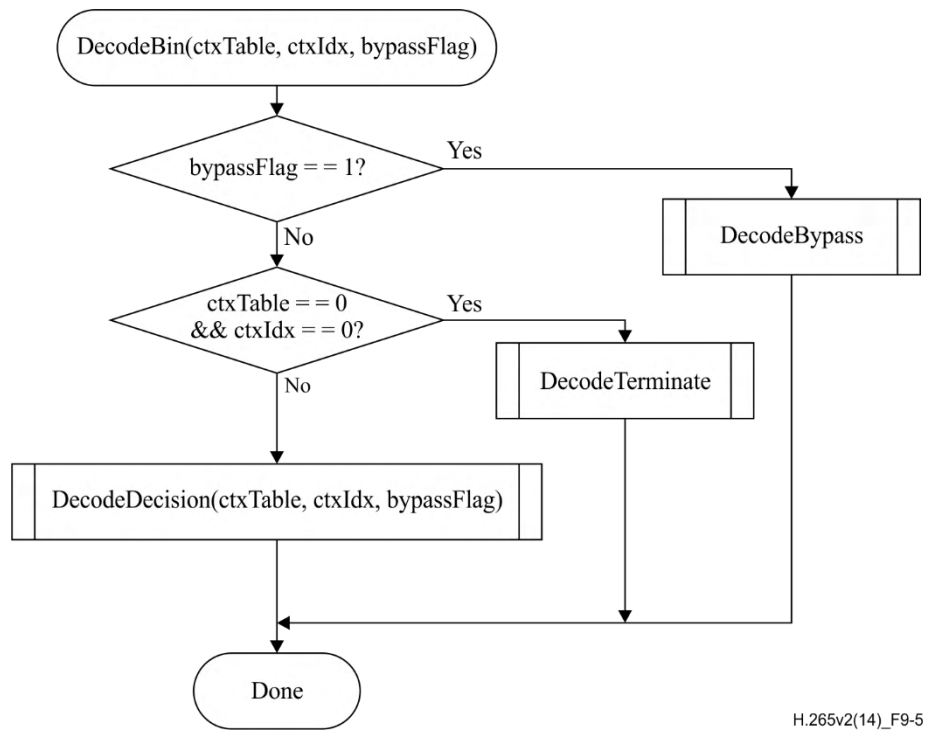 DecodeBin(ctxTable, ctxIdx, bypassFlag)
bypassFlag = = 1?
Yes
DecodeBypass
No
ctxTable = = 0
&& ctxIdx = = 0?
Yes
DecodeTerminate
No
DecodeDecision(ctxTable, ctxIdx, bypassFlag)
Done
H.265v2(14)_F9-5